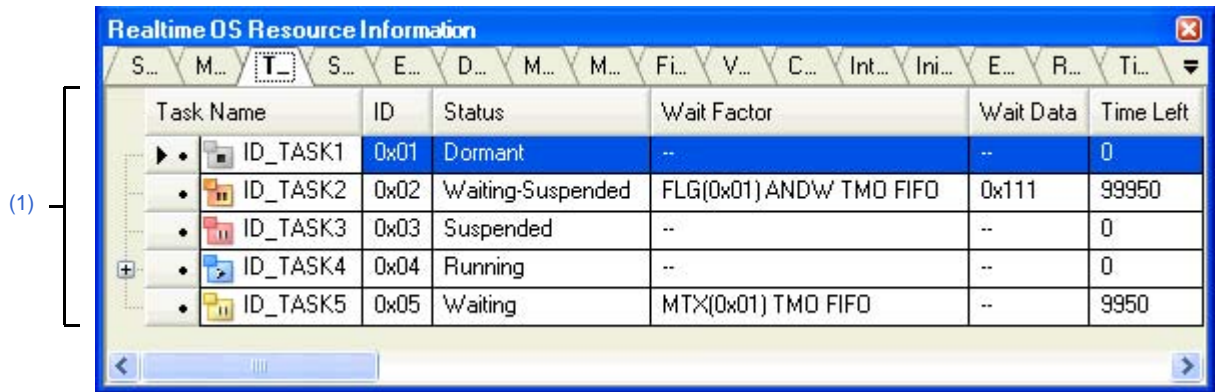 Realtime OS Resource Information
S... M... T... S... E... D... M... M... Fi... V... C... Int... Ini... E... R... Ti...
(1)
Task Name ID Status Wait Factor Wait Data Time Left
ID_TASK1 0x01 Dormant -- -- 0
ID_TASK2 0x02 Waiting-Suspended FLG(0x01) ANDW TMO FIFO 0x111 99950
ID_TASK3 0x03 Suspended -- -- 0
ID_TASK4 0x04 Running -- -- 0
ID_TASK5 0x05 Waiting MTX(0x01) TMO FIFO -- 9950